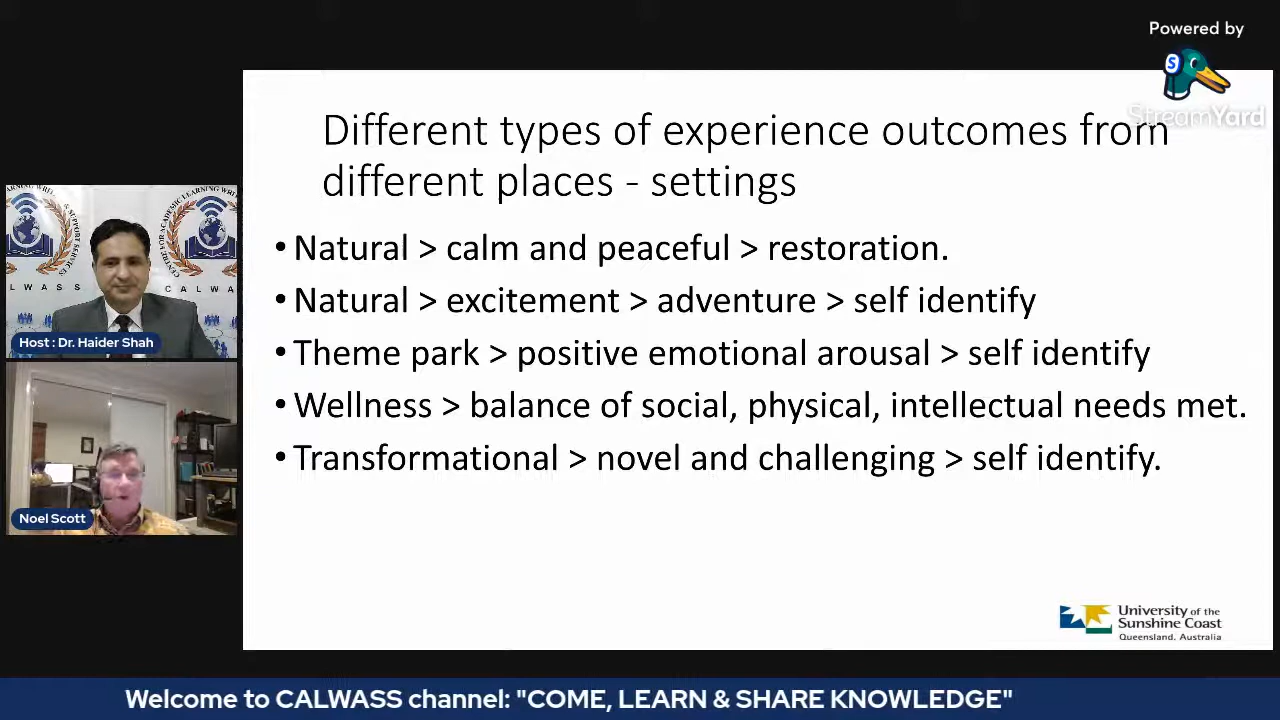 Powered by
StreamYard
Different types of experience outcomes from
different places - settings
• Natural > calm and peaceful > restoration.
• Natural > excitement > adventure > self identify
• Theme park > positive emotional arousal > self identify
• Wellness > balance of social, physical, intellectual needs met.
• Transformational > novel and challenging > self identify.
Host : Dr. Haider Shah
Noel Scott
University of the
Sunshine Coast
Queensland, Australia
Welcome to CALWASS channel: "COME, LEARN & SHARE KNOWLEDGE"